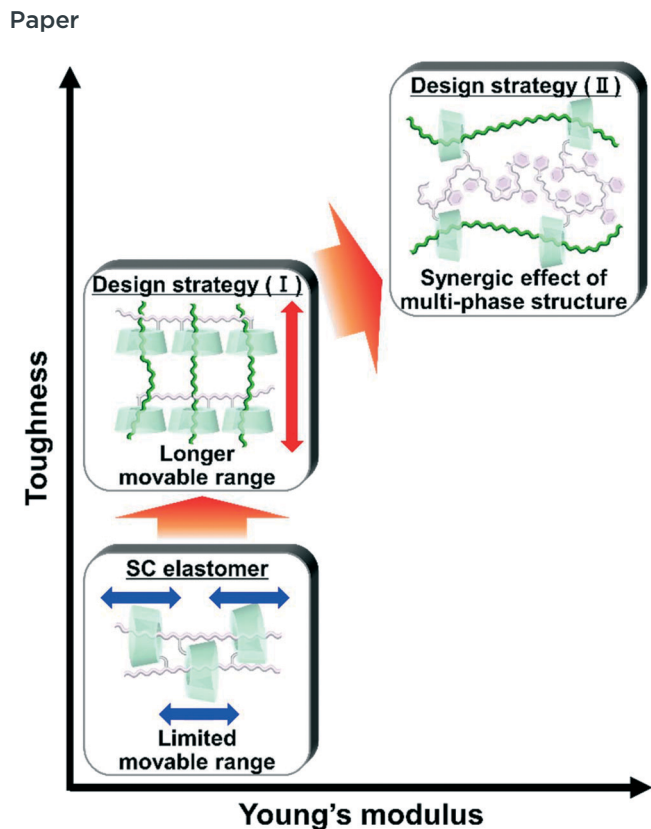 Paper
Design strategy (Ⅱ)
Synergic effect of
multi-phase structure
Design strategy (Ⅰ)
Longer
movable range
SC elastomer
Limited
movable range
Toughness
Young's modulus